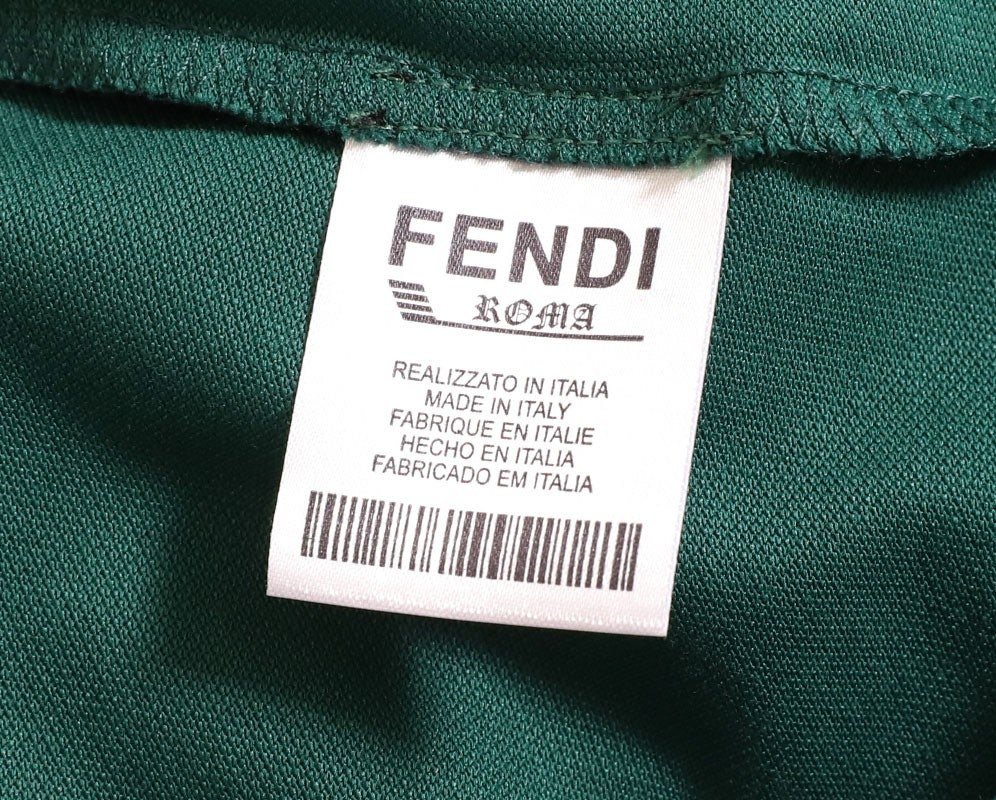 FENDI
ROMA
REALIZZATO IN ITALIA
MADE IN ITALY
FABRIQUE EN ITALIE
HECHO EN ITALIA
FABRICADO EM ITALIA